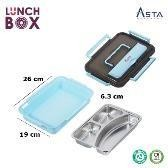 LUNCH
BOX
ASTA
26 cm
6.3 cm
19 cm